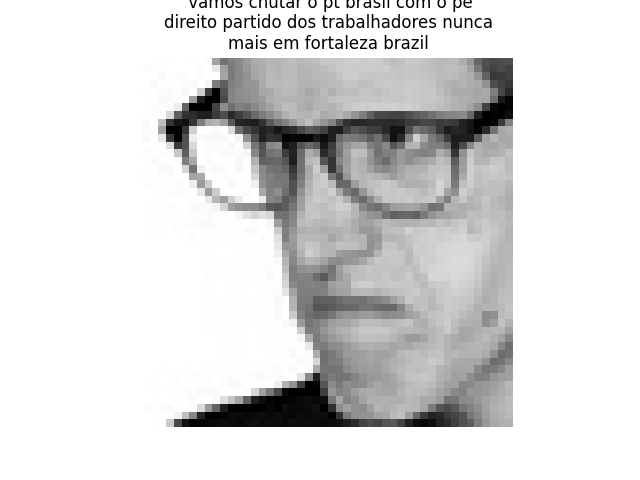 vamos chutar o pt brasil com o pé
direito partido dos trabalhadores nunca
mais em fortaleza brazil